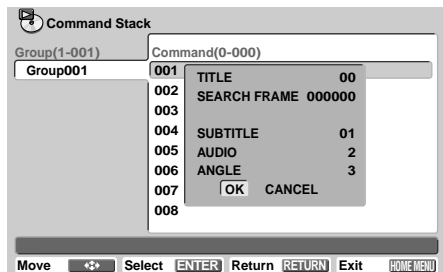 Command Stack
Group(1-001) Command(0-000)
Group001 001
002
003
004
005
006
007
008
TITLE 00
SEARCH FRAME 000000
SUBTITLE 01
AUDIO 2
ANGLE 3
OK CANCEL
Move Select ENTER Return RETURN Exit HOME MENU